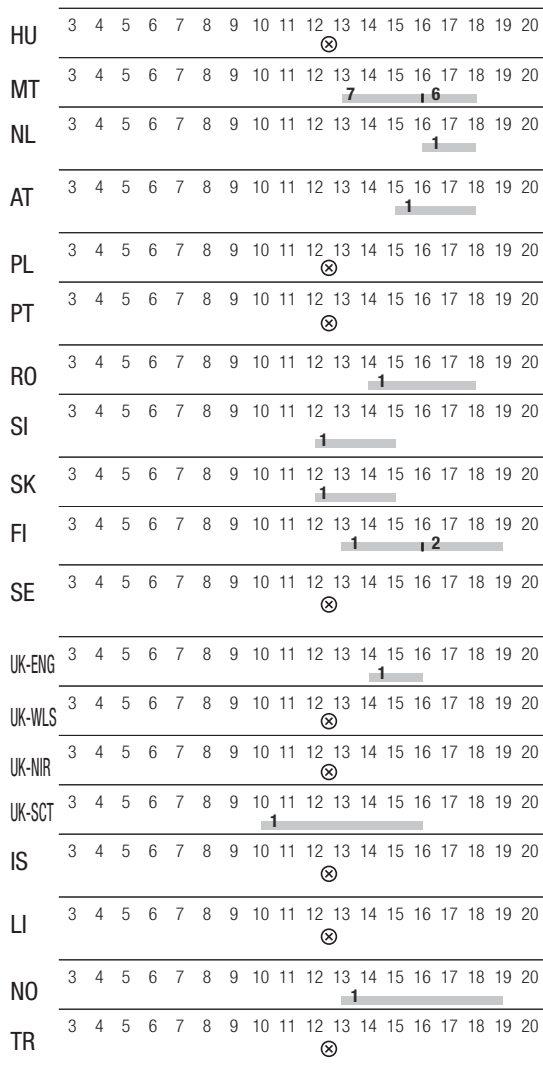 HU 3 4 5 6 7 8 9 10 11 12 13 14 15 16 17 18 19 20
⊗
MT 3 4 5 6 7 8 9 10 11 12 13 14 15 16 17 18 19 20
7 6
NL 3 4 5 6 7 8 9 10 11 12 13 14 15 16 17 18 19 20
1
AT 3 4 5 6 7 8 9 10 11 12 13 14 15 16 17 18 19 20
1
PL 3 4 5 6 7 8 9 10 11 12 13 14 15 16 17 18 19 20
⊗
PT 3 4 5 6 7 8 9 10 11 12 13 14 15 16 17 18 19 20
⊗
RO 3 4 5 6 7 8 9 10 11 12 13 14 15 16 17 18 19 20
1
SI 3 4 5 6 7 8 9 10 11 12 13 14 15 16 17 18 19 20
1
SK 3 4 5 6 7 8 9 10 11 12 13 14 15 16 17 18 19 20
1
FI 3 4 5 6 7 8 9 10 11 12 13 14 15 16 17 18 19 20
1 2
SE 3 4 5 6 7 8 9 10 11 12 13 14 15 16 17 18 19 20
⊗
UK-ENG 3 4 5 6 7 8 9 10 11 12 13 14 15 16 17 18 19 20
1
UK-WLS 3 4 5 6 7 8 9 10 11 12 13 14 15 16 17 18 19 20
⊗
UK-NIR 3 4 5 6 7 8 9 10 11 12 13 14 15 16 17 18 19 20
⊗
UK-SCT 3 4 5 6 7 8 9 10 11 12 13 14 15 16 17 18 19 20
1
IS 3 4 5 6 7 8 9 10 11 12 13 14 15 16 17 18 19 20
⊗
LI 3 4 5 6 7 8 9 10 11 12 13 14 15 16 17 18 19 20
⊗
NO 3 4 5 6 7 8 9 10 11 12 13 14 15 16 17 18 19 20
1
TR 3 4 5 6 7 8 9 10 11 12 13 14 15 16 17 18 19 20
⊗